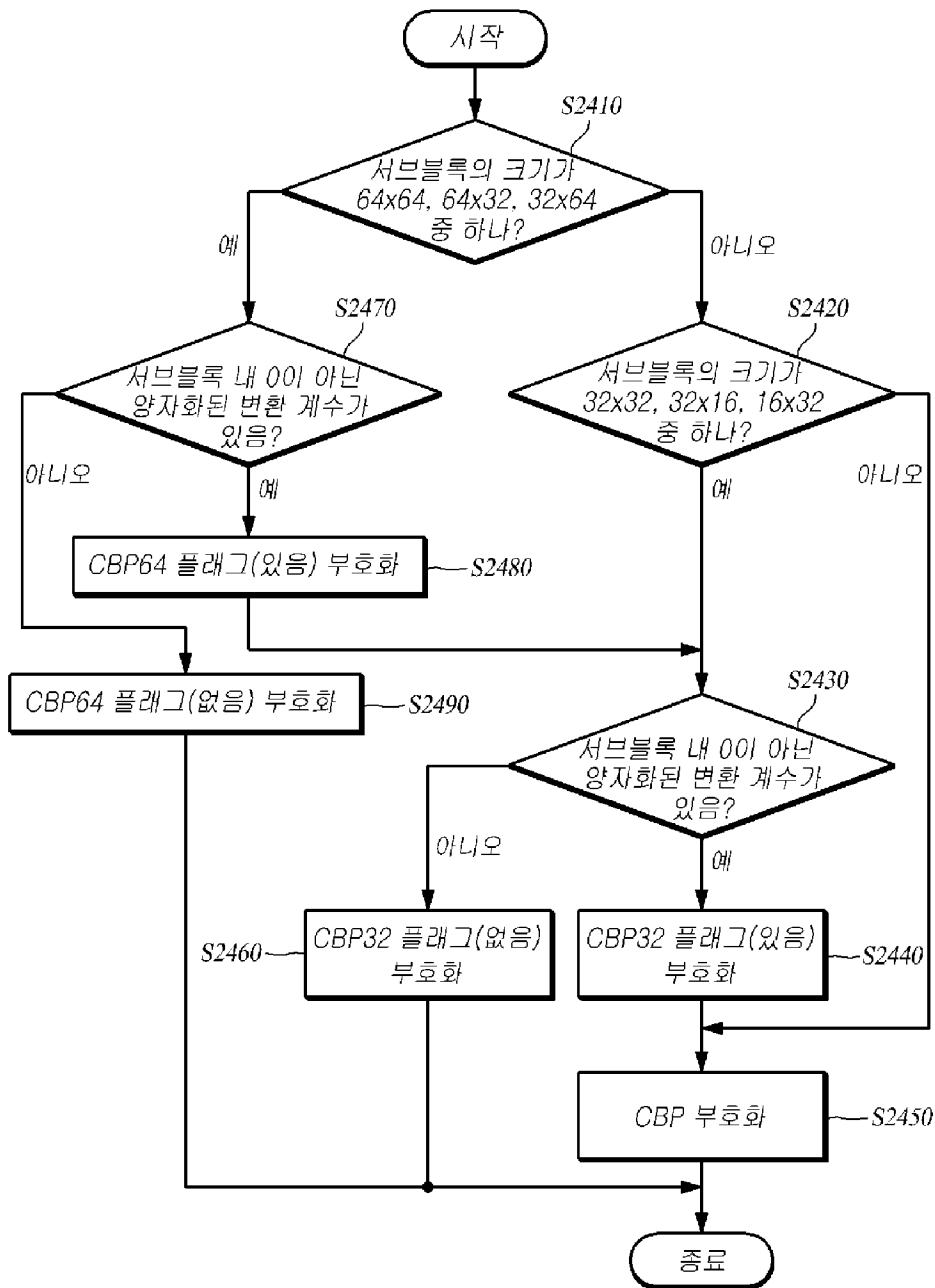 시작
S2410
서브블록의 크기가
64x64, 64x32, 32x64
중 하나?
예
아니오
S2470
서브블록 내 0이 아닌
양자화된 변환 계수가
있음?
S2420
서브블록의 크기가
32x32, 32x16, 16x32
중 하나?
아니오
예
예
아니오
CBP64 플래그(있음) 부호화
S2480
CBP64 플래그(없음) 부호화
S2490
S2430
서브블록 내 0이 아닌
양자화된 변환 계수가
있음?
아니오
예
S2460
CBP32 플래그(없음)
부호화
CBP32 플래그(있음)
부호화
S2440
CBP 부호화
S2450
종료